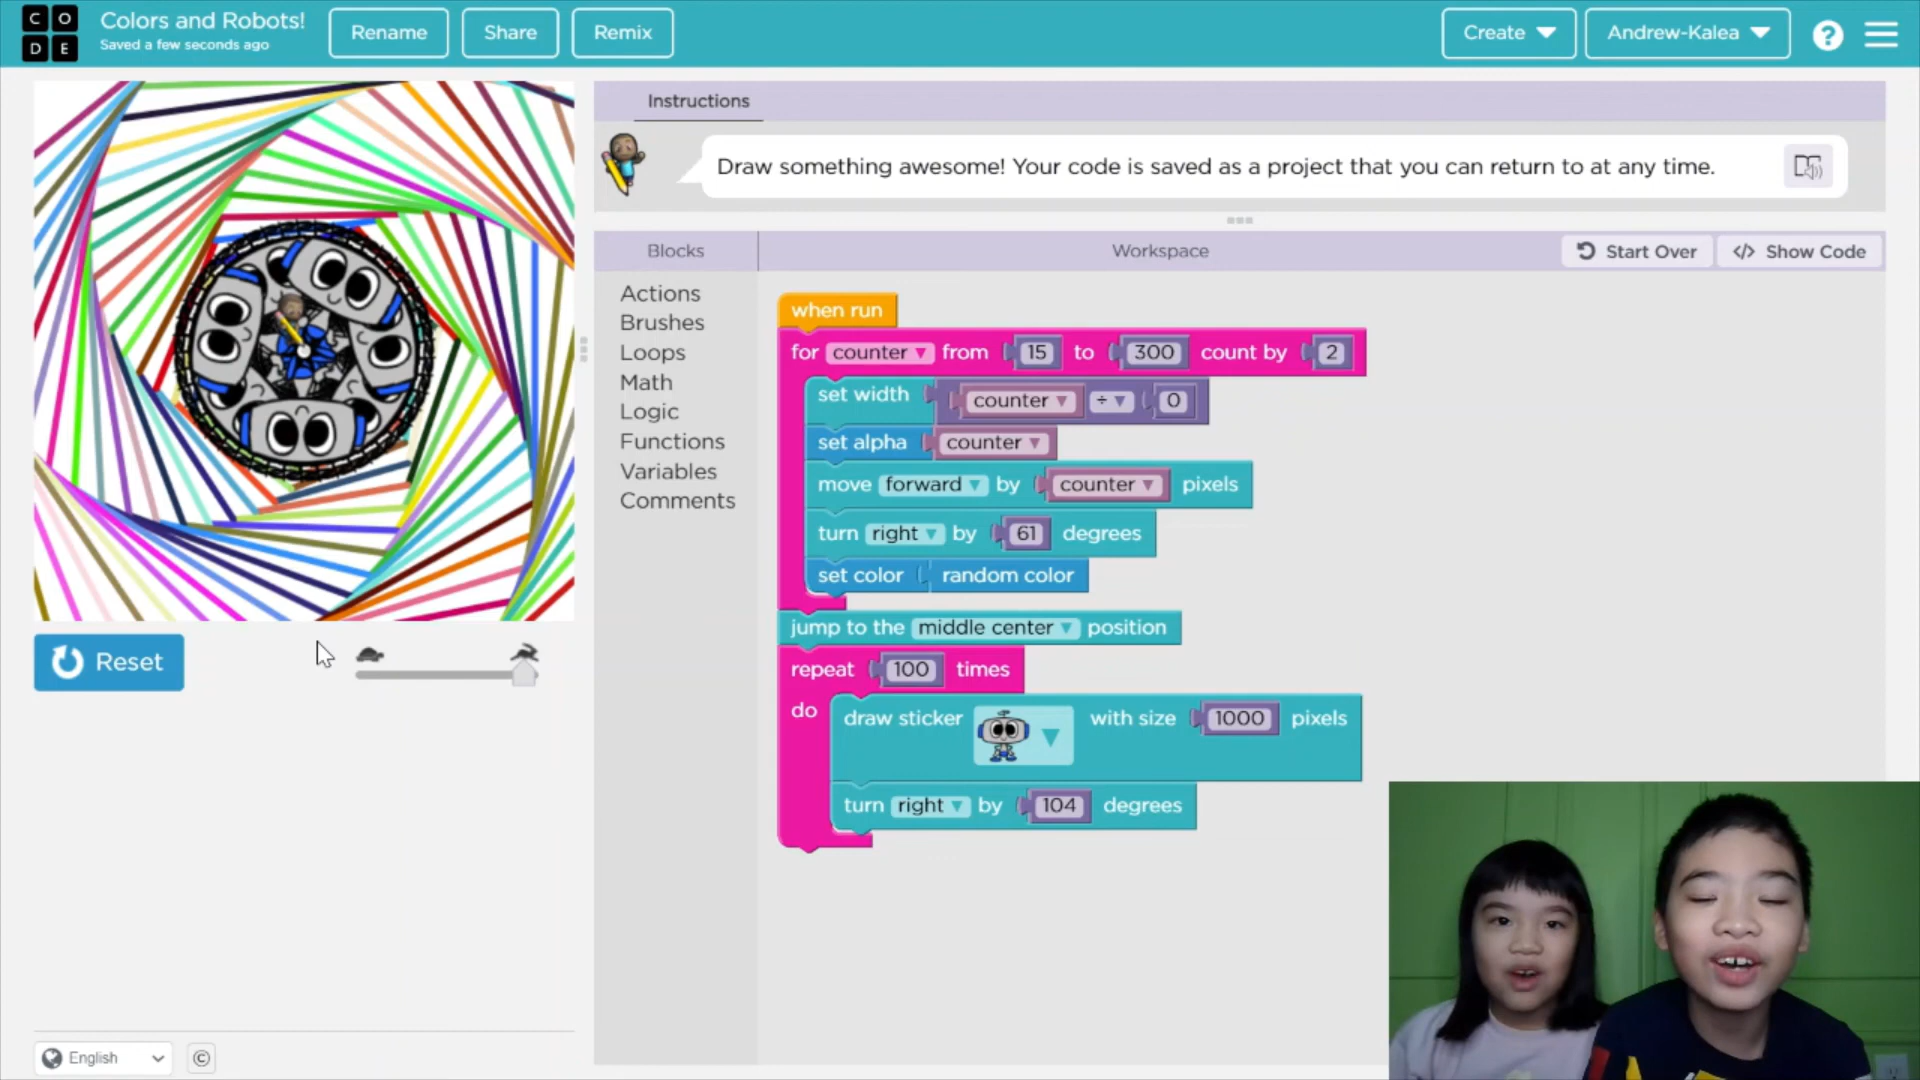 C O
D E
Colors and Robots!
Saved a few seconds ago
Rename
Share
Remix
Create
Andrew-Kalea
?
Instructions
Draw something awesome! Your code is saved as a project that you can return to at any time.
Blocks
Workspace
Start Over
</> Show Code
Actions
Brushes
Loops
Math
Logic
Functions
Variables
Comments
when run
for counter from 15 to 300 count by 2
set width counter ÷ 0
set alpha counter
move forward by counter pixels
turn right by 61 degrees
set color random color
jump to the middle center position
repeat 100 times
do draw sticker with size 1000 pixels
turn right by 104 degrees
Reset
English
©